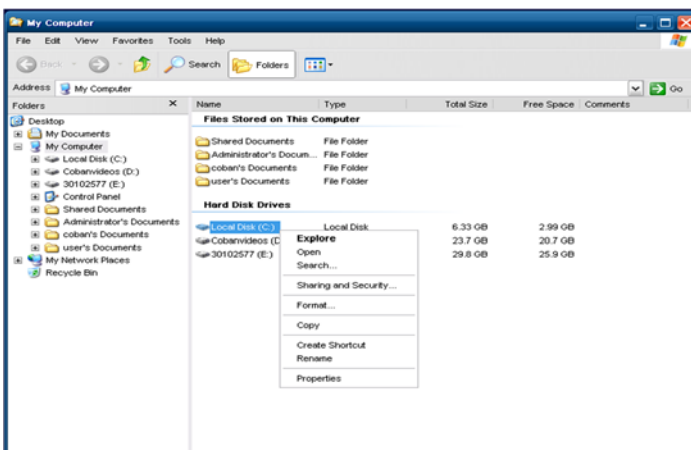 My Computer
File Edit View Favorites Tools Help
Back Search Folders
Address My Computer Go
Folders
Desktop
My Documents
My Computer
Local Disk (C:)
Cobanvideos (D:)
30102577 (E:)
Control Panel
Shared Documents
Administrator's Documents
coban's Documents
user's Documents
My Network Places
Recycle Bin
Name Type Total Size Free Space Comments
Files Stored on This Computer
Shared Documents File Folder
Administrator's Docum... File Folder
coban's Documents File Folder
user's Documents File Folder
Hard Disk Drives
Local Disk (C:) Local Disk 6.33 GB 2.99 GB
Cobanvideos (D 23.7 GB 20.7 GB
30102577 (E:) 29.8 GB 25.9 GB
Explore
Open
Search...
Sharing and Security...
Format...
Copy
Create Shortcut
Rename
Properties